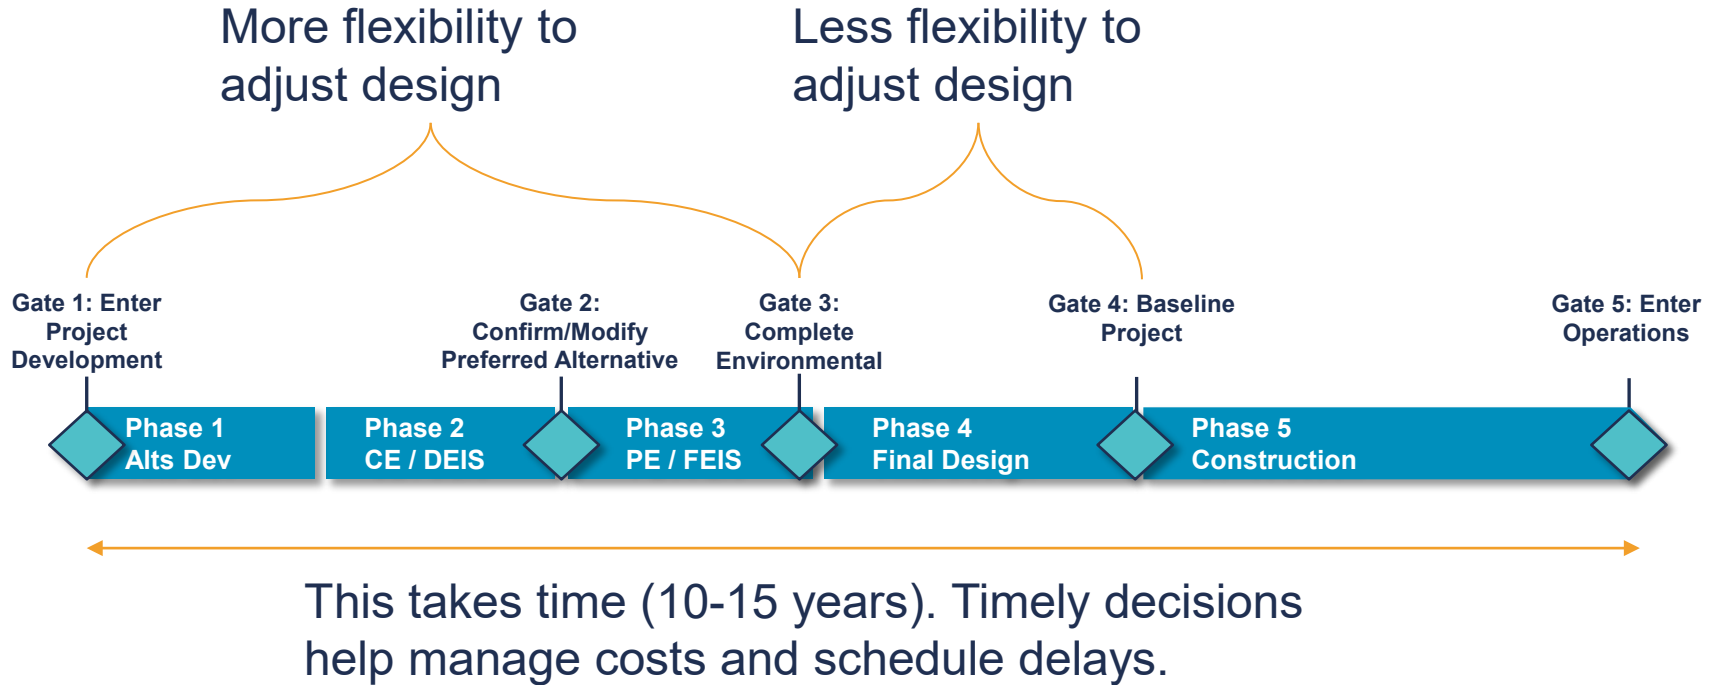 More flexibility to
adjust design
Less flexibility to
adjust design
Gate 1: Enter
Project
Development
Gate 2:
Confirm/Modify
Preferred Alternative
Gate 3:
Complete
Environmental
Gate 4: Baseline
Project
Gate 5: Enter
Operations
Phase 1
Alts Dev
Phase 2
CE / DEIS
Phase 3
PE / FEIS
Phase 4
Final Design
Phase 5
Construction
This takes time (10-15 years). Timely decisions
help manage costs and schedule delays.